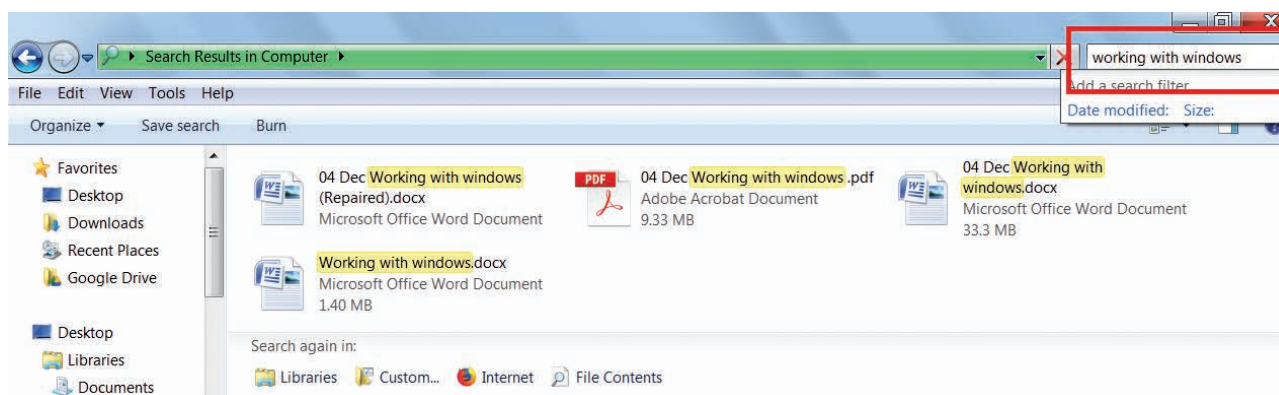 Search Results in Computer
working with windows
Add a search filter
Date modified: Size:
File Edit View Tools Help
Organize Save search Burn
Favorites
Desktop
Downloads
Recent Places
Google Drive
Desktop
Libraries
Documents
04 Dec Working with windows
(Repaired).docx
Microsoft Office Word Document
PDF
04 Dec Working with windows .pdf
Adobe Acrobat Document
9.33 MB
04 Dec Working with
windows.docx
Microsoft Office Word Document
33.3 MB
Working with windows.docx
Microsoft Office Word Document
1.40 MB
Search again in:
Libraries Custom... Internet File Contents